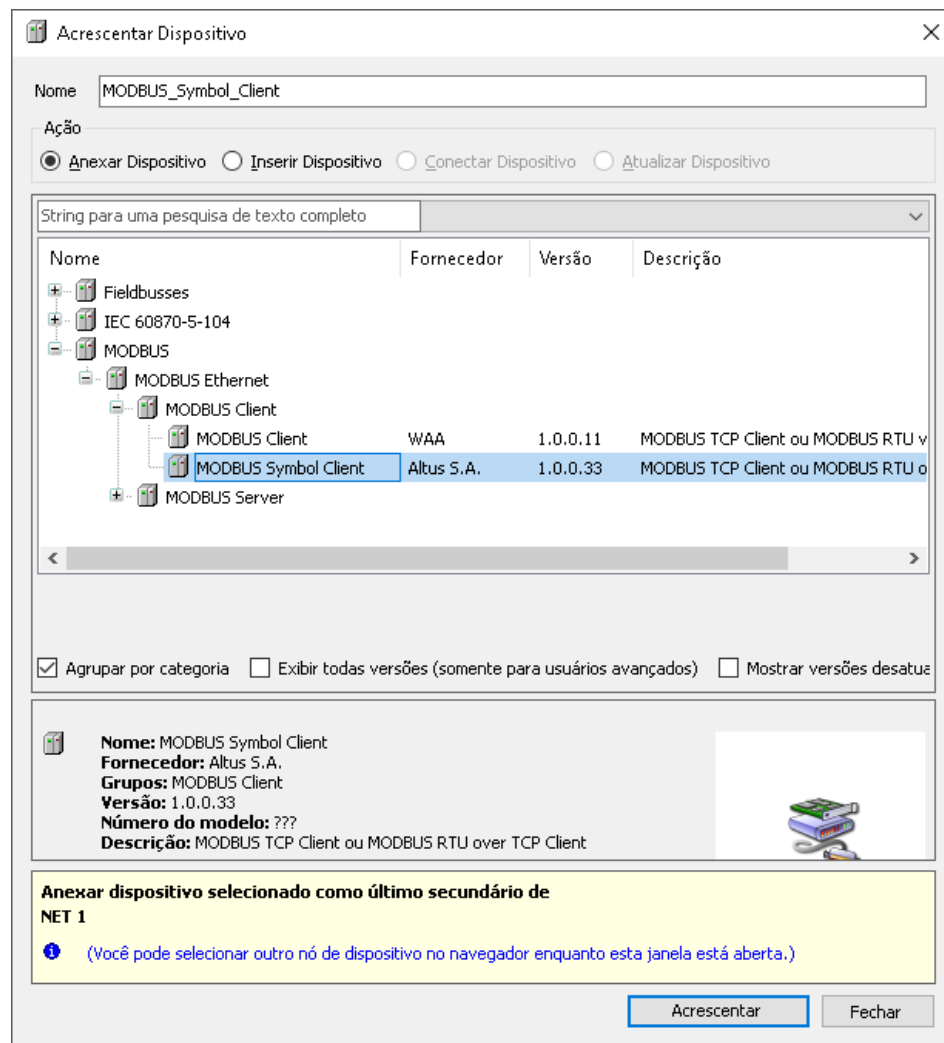 Acrescentar Dispositivo
Nome MODBUS_Symbol_Client
Ação
Anexar Dispositivo Inserir Dispositivo Conectar Dispositivo Atualizar Dispositivo
String para uma pesquisa de texto completo
Nome Fornecedor Versão Descrição
Fieldbusses
IEC 60870-5-104
MODBUS
MODBUS Ethernet
MODBUS Client
MODBUS Client WAA 1.0.0.11 MODBUS TCP Client ou MODBUS RTU v
MODBUS Symbol Client Altus S.A. 1.0.0.33 MODBUS TCP Client ou MODBUS RTU o
MODBUS Server
Agrupar por categoria Exibir todas versões (somente para usuários avançados) Mostrar versões desatua
Nome: MODBUS Symbol Client
Fornecedor: Altus S.A.
Grupos: MODBUS Client
Versão: 1.0.0.33
Número do modelo: ???
Descrição: MODBUS TCP Client ou MODBUS RTU over TCP Client
Anexar dispositivo selecionado como último secundário de
NET 1
(Você pode selecionar outro nó de dispositivo no navegador enquanto esta janela está aberta.)
Acrescentar Fechar